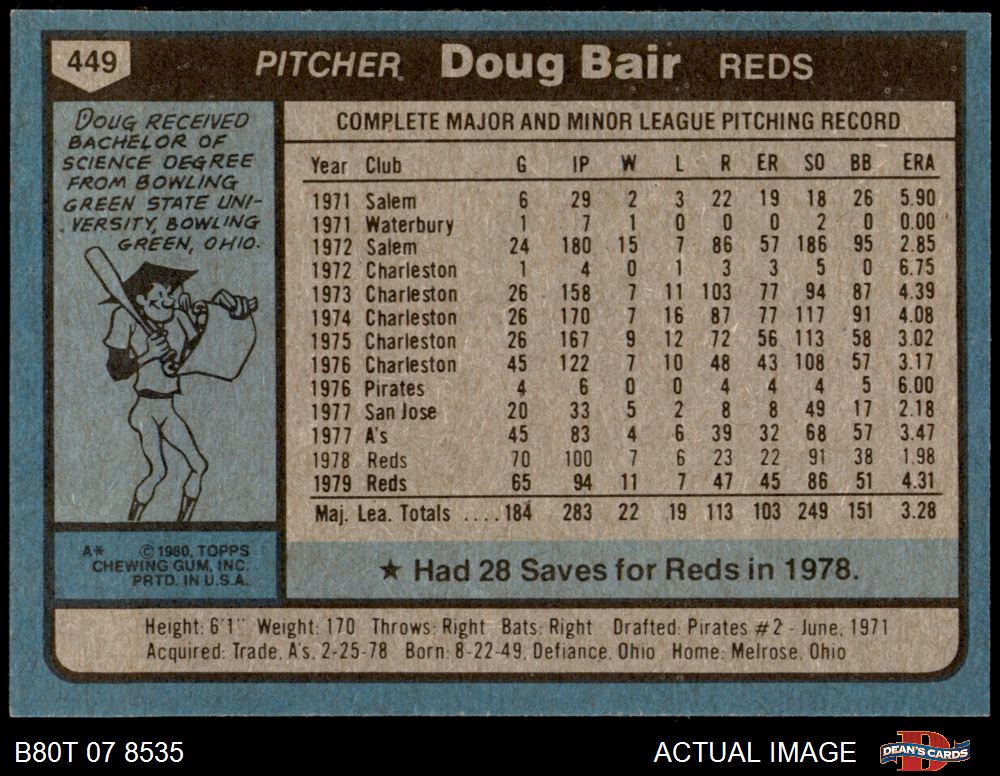 449 PITCHER Doug Bair REDS
DOUG RECEIVED
BACHELOR OF
SCIENCE DEGREE
FROM BOWLING
GREEN STATE UNI-
VERSITY, BOWLING
GREEN, OHIO.
A* © 1980, TOPPS
CHEWING GUM, INC.
PRTD. IN U.S.A.
COMPLETE MAJOR AND MINOR LEAGUE PITCHING RECORD
Year Club G IP W L R ER SO BB ERA
1971 Salem 6 29 2 3 22 19 18 26 5.90
1971 Waterbury 1 7 1 0 0 0 2 0 0.00
1972 Salem 24 180 15 7 86 57 186 95 2.85
1972 Charleston 1 4 0 1 3 3 5 0 6.75
1973 Charleston 26 158 7 11 103 77 94 87 4.39
1974 Charleston 26 170 7 16 87 77 117 91 4.08
1975 Charleston 26 167 9 12 72 56 113 58 3.02
1976 Charleston 45 122 7 10 48 43 108 57 3.17
1976 Pirates 4 6 0 0 4 4 4 5 6.00
1977 San Jose 20 33 5 2 8 8 49 17 2.18
1977 A's 45 83 4 6 39 32 68 57 3.47
1978 Reds 70 100 7 6 23 22 91 38 1.98
1979 Reds 65 94 11 7 47 45 86 51 4.31
Maj. Lea. Totals ....184 283 22 19 113 103 249 151 3.28
★ Had 28 Saves for Reds in 1978.
Height: 6'1" Weight: 170 Throws: Right Bats: Right Drafted: Pirates #2 - June, 1971
Acquired: Trade, A's, 2-25-78 Born: 8-22-49, Defiance, Ohio Home: Melrose, Ohio
B80T 07 8535 ACTUAL IMAGE DEAN'S CARDS